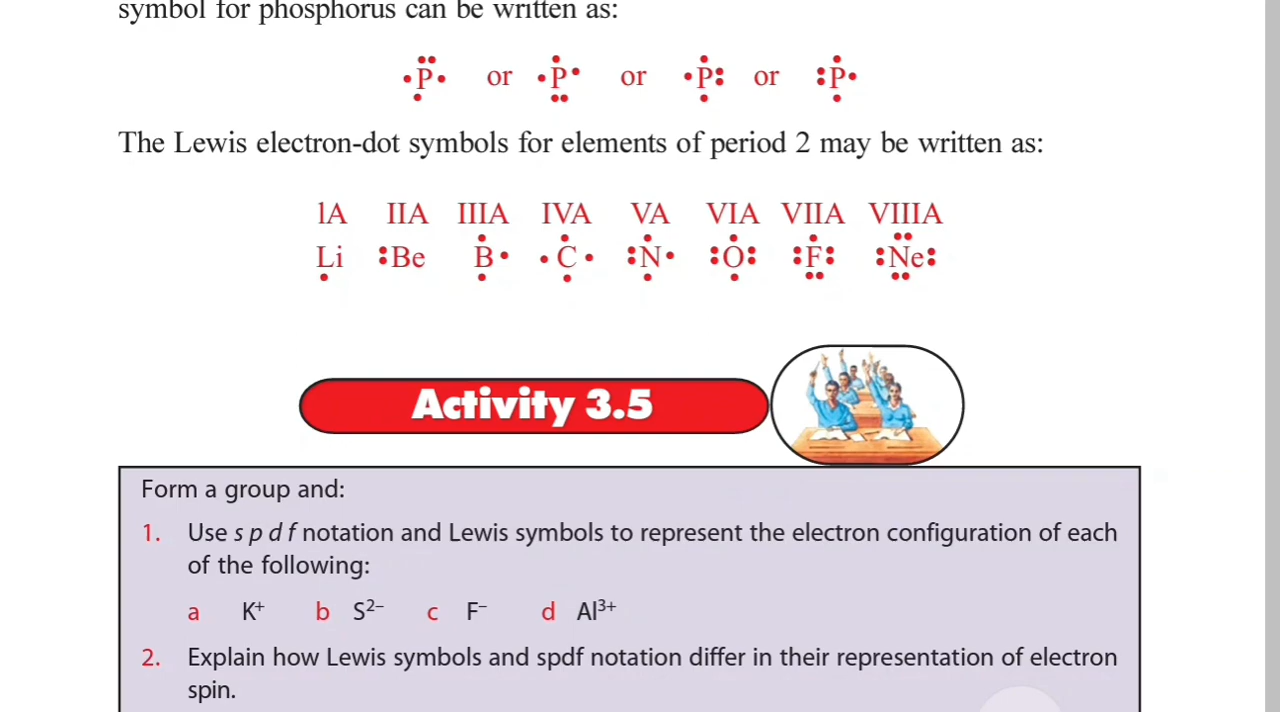 symbol for phosphorus can be written as:
P or P or P or P
The Lewis electron-dot symbols for elements of period 2 may be written as:
IA IIA IIIA IVA VA VIA VIIA VIIIA
Li Be B C N O F Ne
Activity 3.5
Form a group and:
1. Use s p d f notation and Lewis symbols to represent the electron configuration of each
of the following:
a K⁺ b S²⁻ c F⁻ d Al³⁺
2. Explain how Lewis symbols and spdf notation differ in their representation of electron
spin.